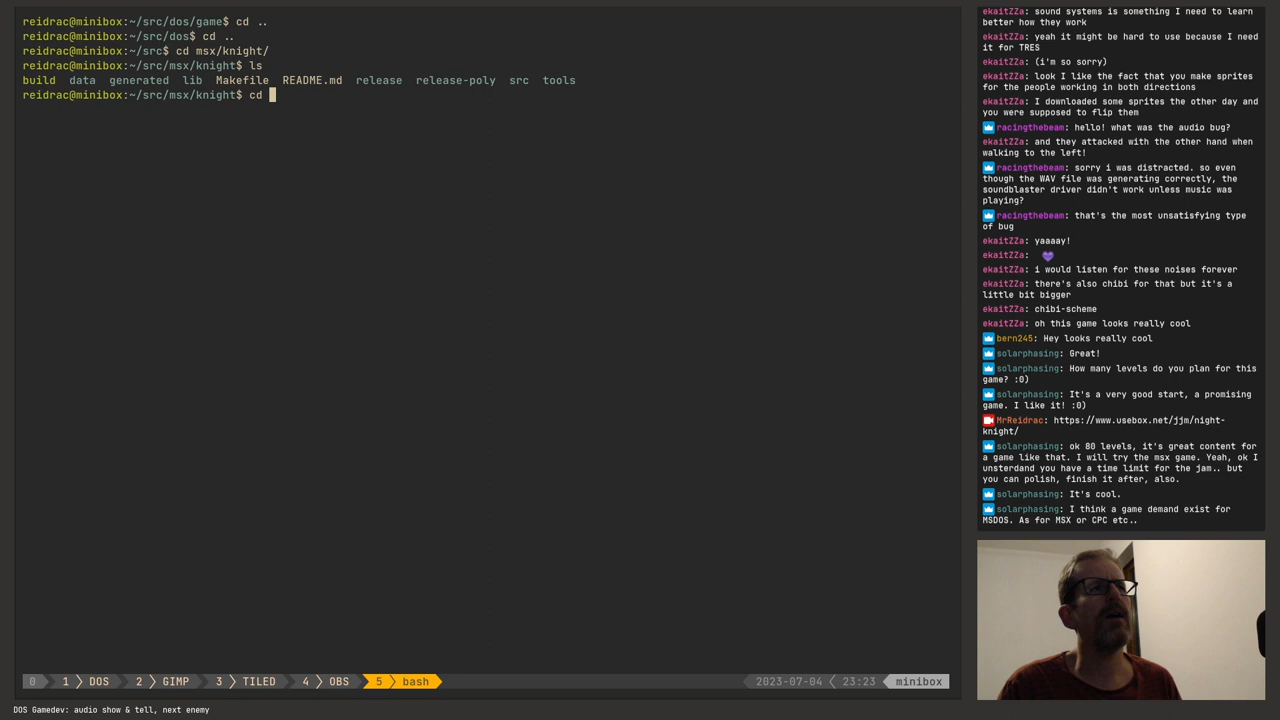 reidrac@minibox:~/src/dos/game$ cd ..
reidrac@minibox:~/src/dos$ cd ..
reidrac@minibox:~/src$ cd msx/knight/
reidrac@minibox:~/src/msx/knight$ ls
build data generated lib Makefile README.md release release-poly src tools
reidrac@minibox:~/src/msx/knight$ cd
0 1 DOS 2 GIMP 3 TILED 4 OBS 5 bash 2023-07-04 23:23 minibox
DOS Gamedev: audio show & tell, next enemy
ekaitZZa: sound systems is something I need to learn
better how they work
ekaitZZa: yeah it might be hard to use because I need
it for TRES
ekaitZZa: (i'm so sorry)
ekaitZZa: look I like the fact that you make sprites
for the people working in both directions
ekaitZZa: I downloaded some sprites the other day and
you were supposed to flip them
racingthebeam: hello! what was the audio bug?
ekaitZZa: and they attacked with the other hand when
walking to the left!
racingthebeam: sorry i was distracted. so even
though the WAV file was generating correctly, the
soundblaster driver didn't work unless music was
playing?
racingthebeam: that's the most unsatisfying type
of bug
ekaitZZa: yaaaay!
ekaitZZa: 💜
ekaitZZa: i would listen for these noises forever
ekaitZZa: there's also chibi for that but it's a
little bit bigger
ekaitZZa: chibi-scheme
ekaitZZa: oh this game looks really cool
bern245: Hey looks really cool
solarphasing: Great!
solarphasing: How many levels do you plan for this
game? :0)
solarphasing: It's a very good start, a promising
game. I like it! :0)
MrReidrac: https://www.usebox.net/jjm/night-
knight/
solarphasing: ok 80 levels, it's great content for
a game like that. I will try the msx game. Yeah, ok I
unsterdand you have a time limit for the jam.. but
you can polish, finish it after, also.
solarphasing: It's cool.
solarphasing: I think a game demand exist for
MSDOS. As for MSX or CPC etc..